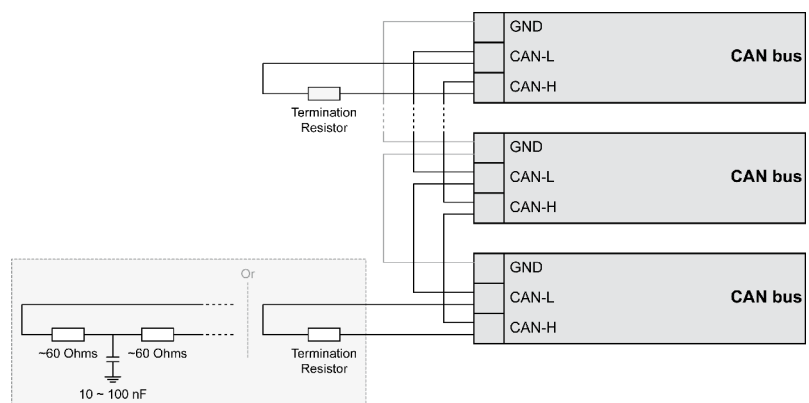 GND
CAN-L
CAN-H
CAN bus
Termination
Resistor
GND
CAN-L
CAN-H
CAN bus
GND
CAN-L
CAN-H
CAN bus
Or
~60 Ohms
~60 Ohms
10 ~ 100 nF
Termination
Resistor